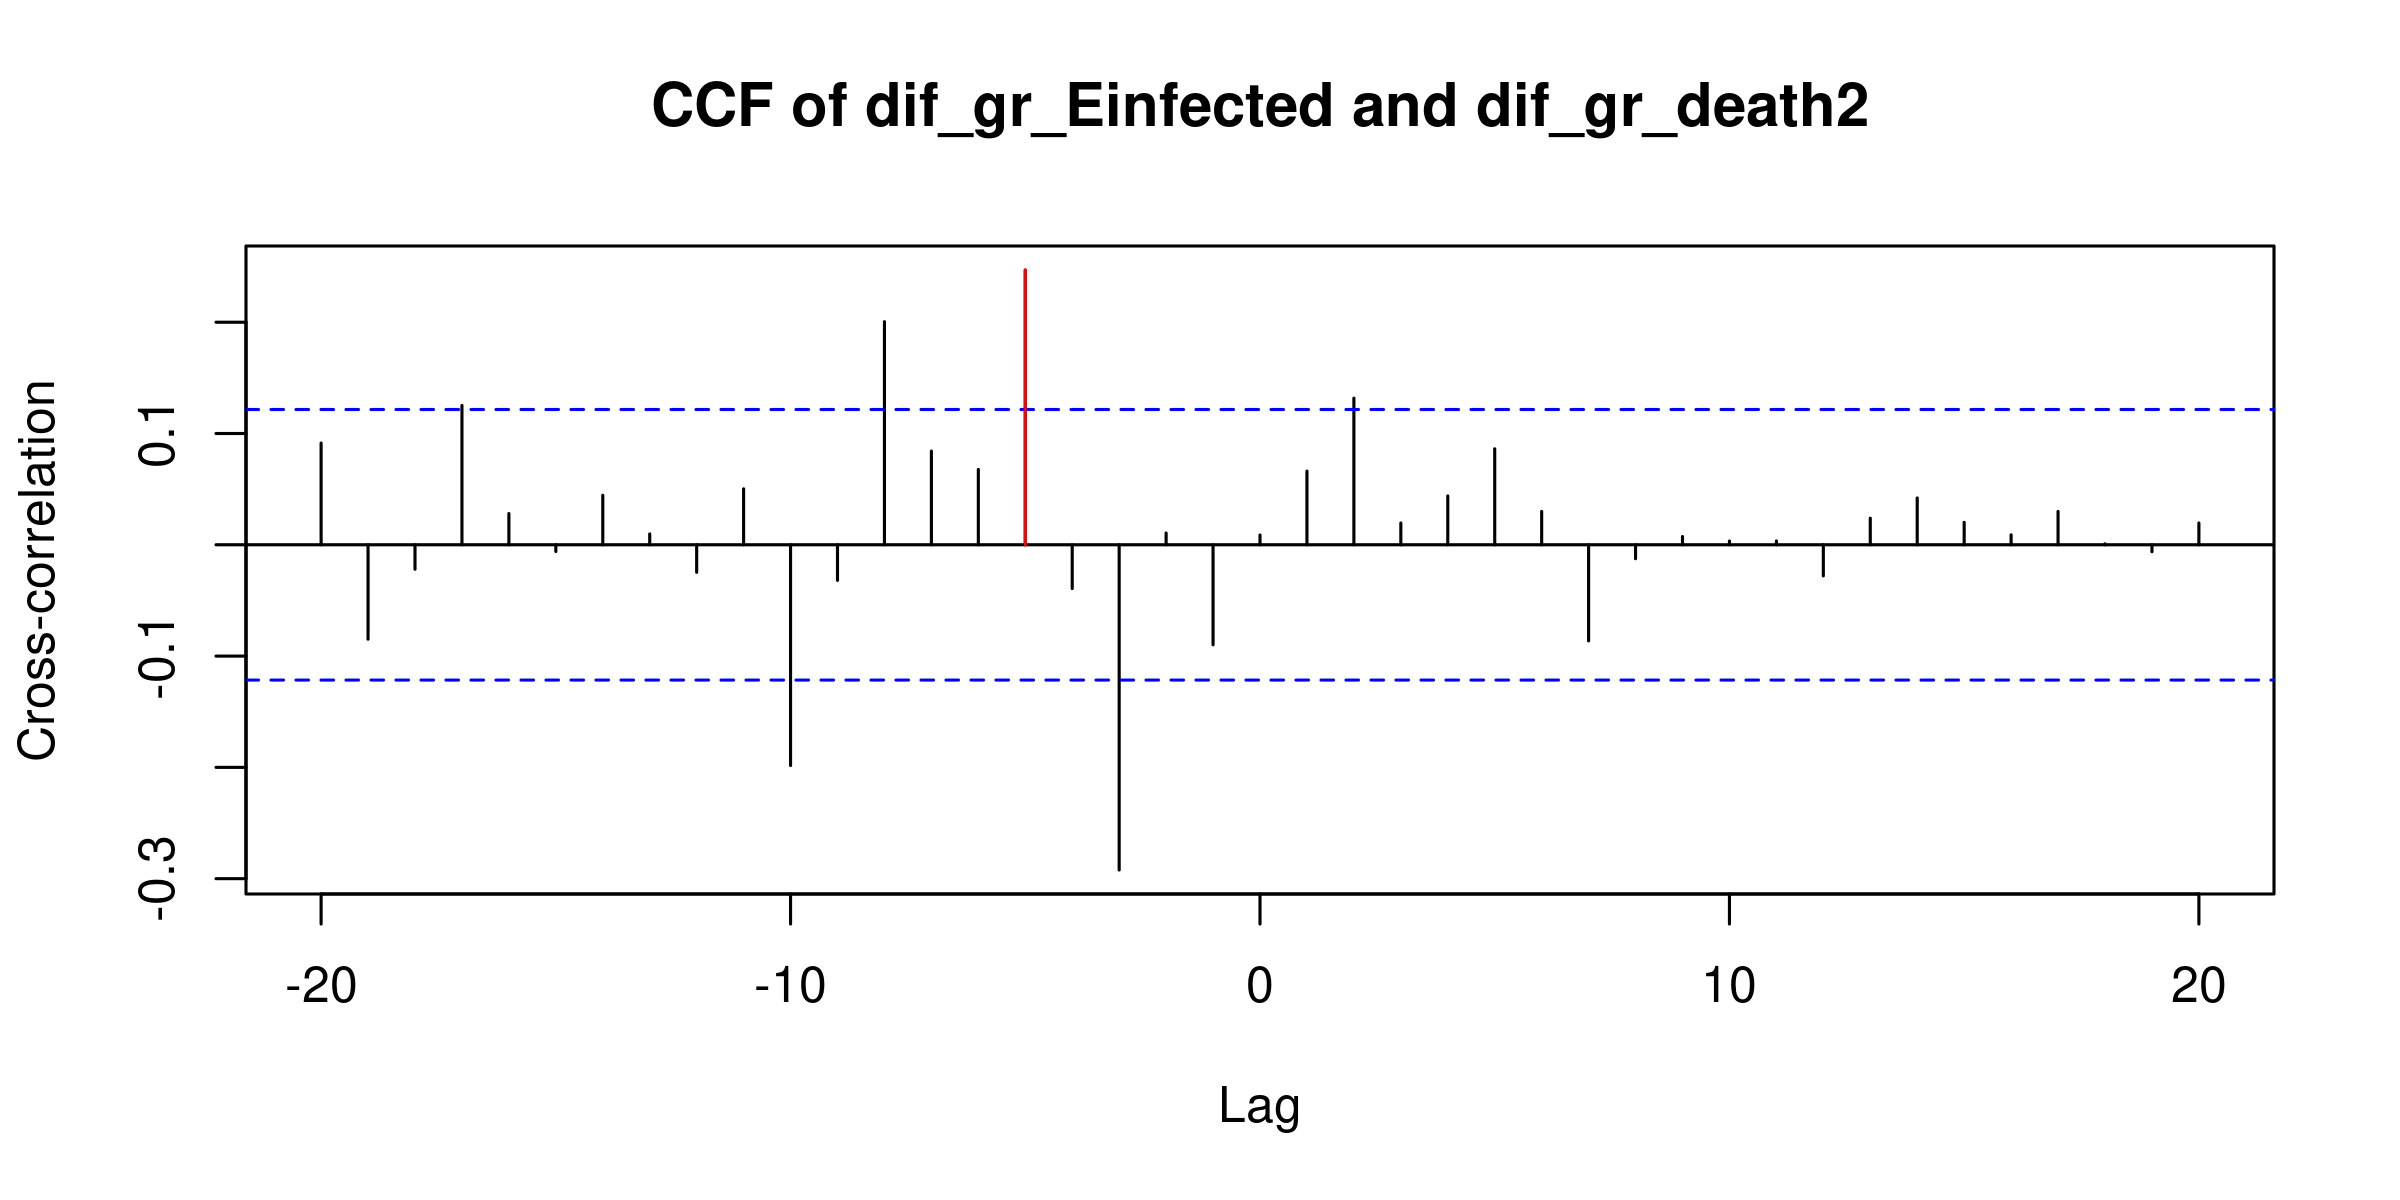 CCF of dif_gr_Einfected and dif_gr_death2
Cross-correlation
0.1
-0.1
-0.3
-20 -10 0 10 20
Lag